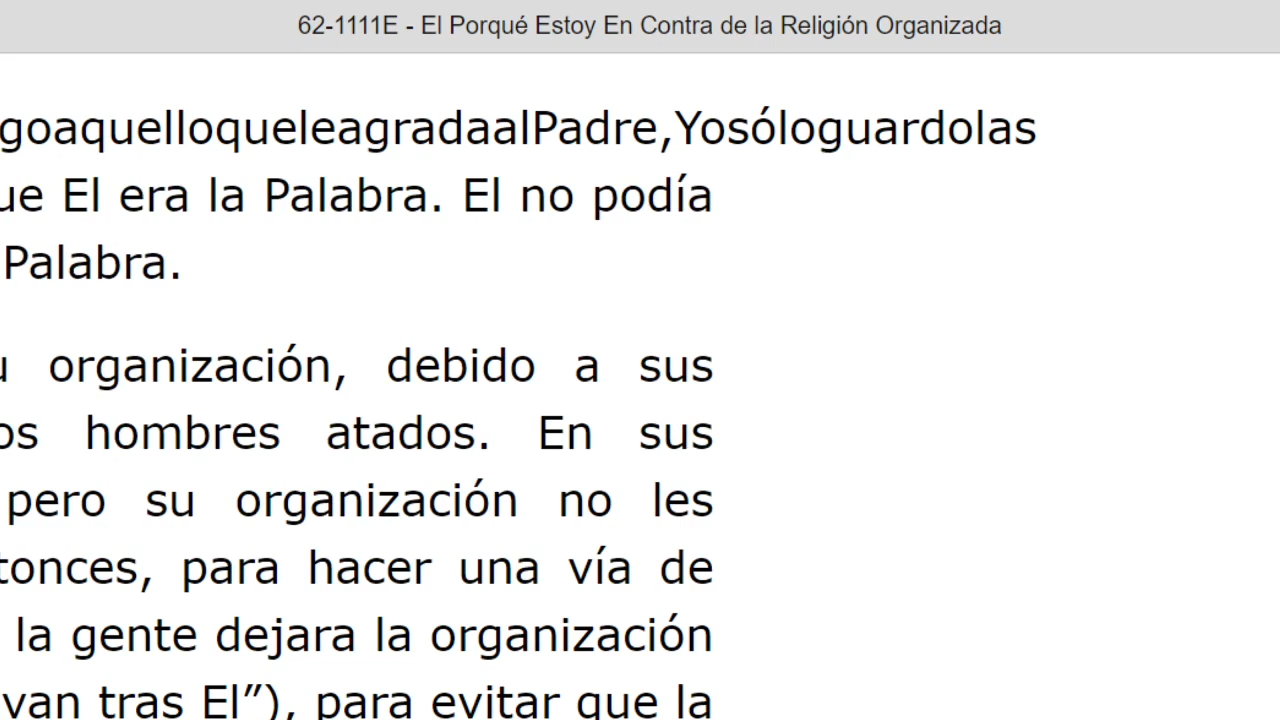 62-1111E - El Porqué Estoy En Contra de la Religión Organizada
goaquelloqueleagradaalPadre,Yosóloguardolas
ue El era la Palabra. El no podía
Palabra.
u organización, debido a sus
os hombres atados. En sus
pero su organización no les
tonces, para hacer una vía de
la gente dejara la organización
van tras El”), para evitar que la